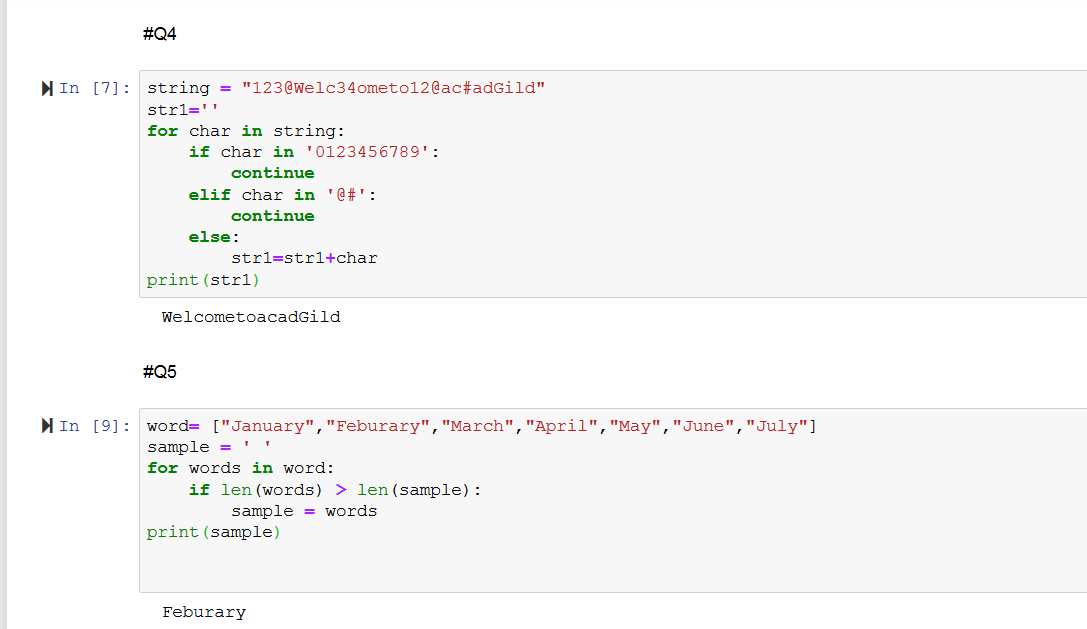 #Q4
In [7]: string = "123@Welc34ometo12@ac#adGild"
str1=''
for char in string:
    if char in '0123456789':
        continue
    elif char in '@#':
        continue
    else:
        str1=str1+char
print(str1)
WelcometoacadGild
#Q5
In [9]: word= ["January","Feburary","March","April","May","June","July"]
sample = ' '
for words in word:
    if len(words) > len(sample):
        sample = words
print(sample)
Feburary